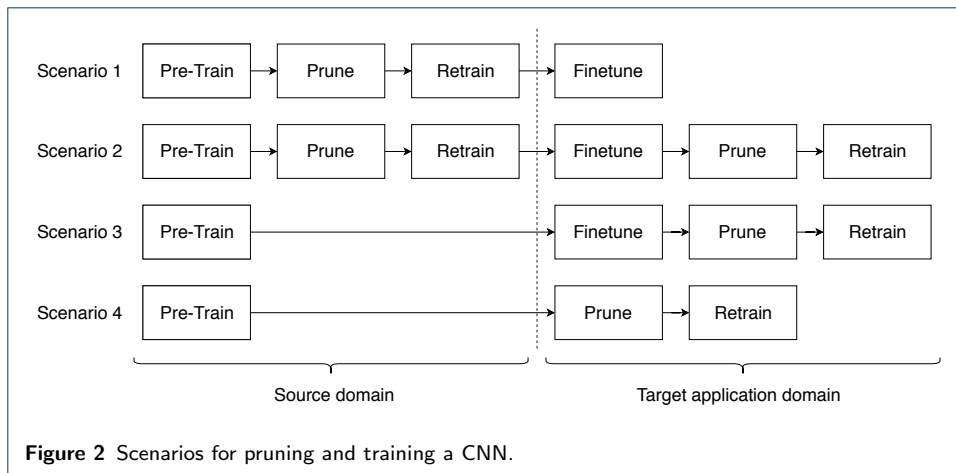 Scenario 1 Pre-Train Prune Retrain Finetune
Scenario 2 Pre-Train Prune Retrain Finetune Prune Retrain
Scenario 3 Pre-Train Finetune Prune Retrain
Scenario 4 Pre-Train Prune Retrain
Source domain Target application domain
Figure 2 Scenarios for pruning and training a CNN.